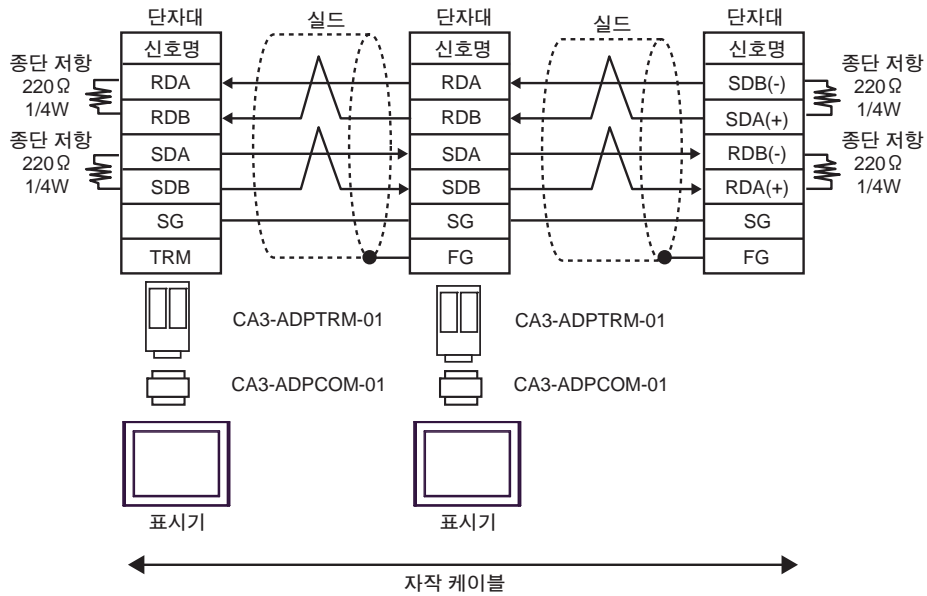 단자대
실드
단자대
실드
단자대
신호명
신호명
신호명
종단 저항
220Ω
1/4W
종단 저항
220Ω
1/4W
RDA
RDB
SDA
SDB
SG
TRM
RDA
RDB
SDA
SDB
SG
FG
SDB(-)
SDA(+)
RDB(-)
RDA(+)
SG
FG
종단 저항
220Ω
1/4W
종단 저항
220Ω
1/4W
CA3-ADPTRM-01
CA3-ADPTRM-01
CA3-ADPCOM-01
CA3-ADPCOM-01
표시기
표시기
자작 케이블